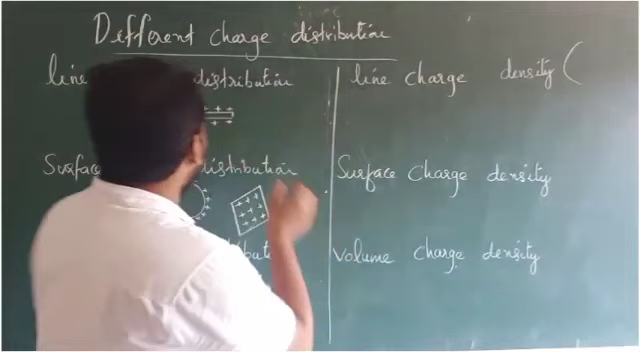 Different charge distribution
line distribution
line charge density (
Surface distribution
Surface charge density
volume charge density